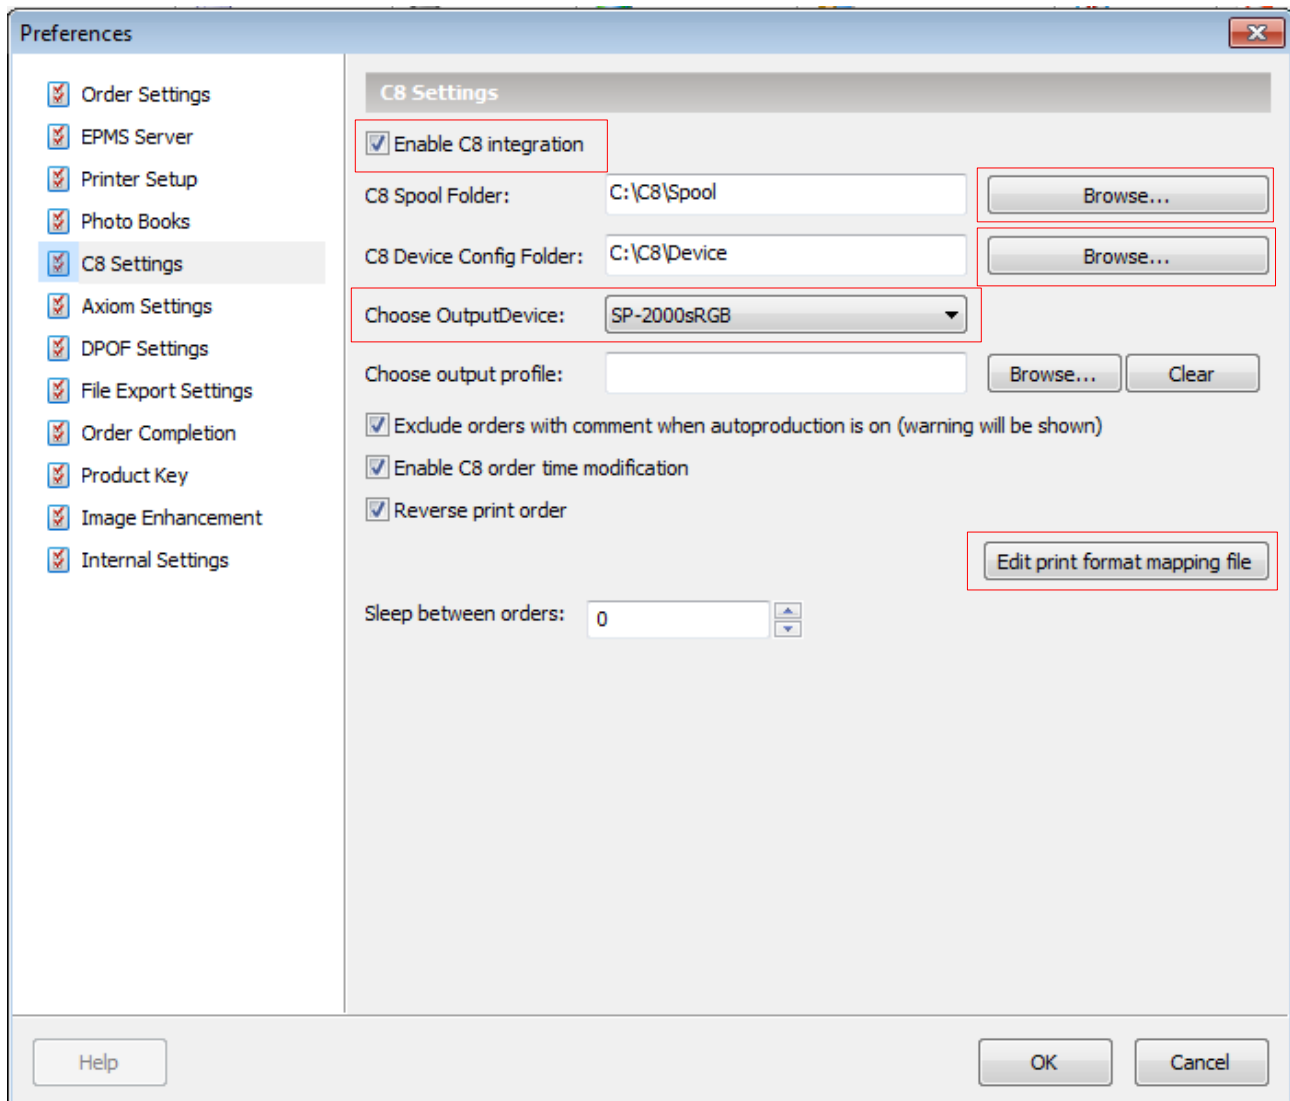 Preferences
Order Settings
EPMS Server
Printer Setup
Photo Books
C8 Settings
Axiom Settings
DPOF Settings
File Export Settings
Order Completion
Product Key
Image Enhancement
Internal Settings
C8 Settings
Enable C8 integration
C8 Spool Folder: C:\C8\Spool Browse...
C8 Device Config Folder: C:\C8\Device Browse...
Choose OutputDevice: SP-2000sRGB
Choose output profile: Browse... Clear
Exclude orders with comment when autoproduction is on (warning will be shown)
Enable C8 order time modification
Reverse print order
Edit print format mapping file
Sleep between orders: 0
Help OK Cancel